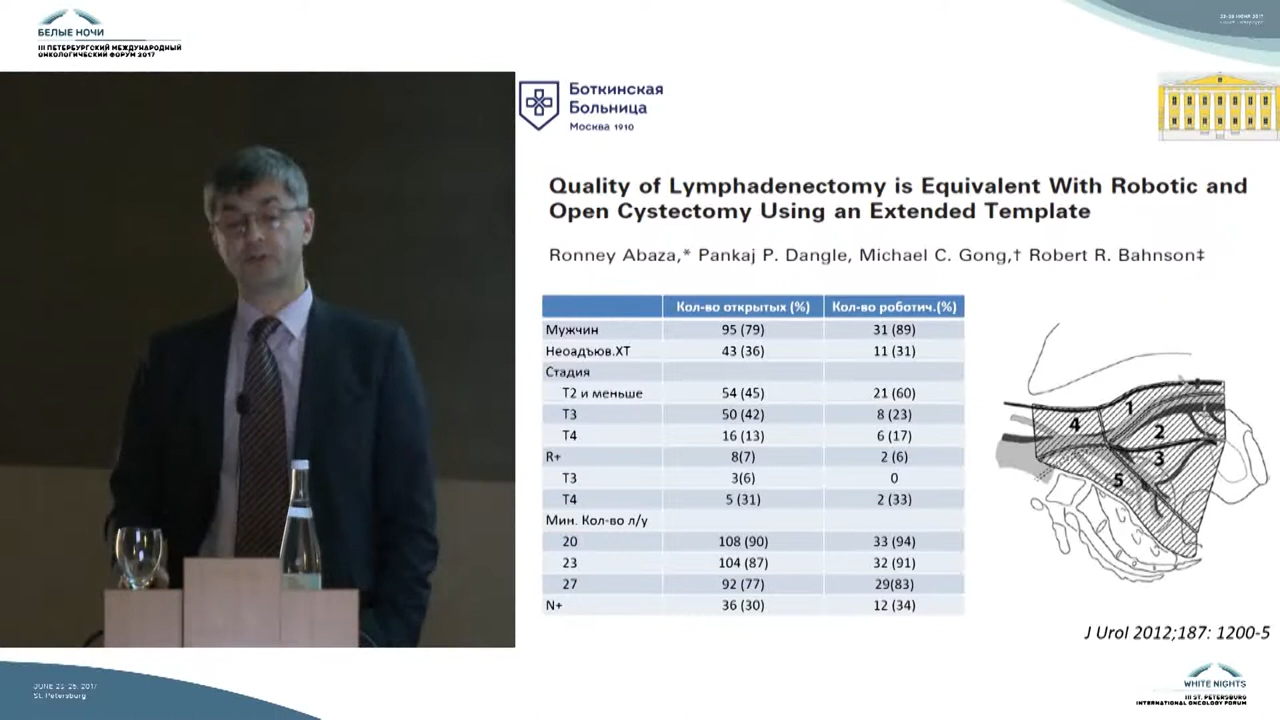 БЕЛЫЕ НОЧИ
III ПЕТЕРБУРГСКИЙ МЕЖДУНАРОДНЫЙ
ОНКОЛОГИЧЕСКИЙ ФОРУМ 2017
Боткинская
Больница
Москва 1910
Quality of Lymphadenectomy is Equivalent With Robotic and
Open Cystectomy Using an Extended Template
Ronney Abaza,* Pankaj P. Dangle, Michael C. Gong,† Robert R. Bahnson‡
Кол-во открытых (%) Кол-во роботич.(%)
Мужчин 95 (79) 31 (89)
Неоадъюв.ХТ 43 (36) 11 (31)
Стадия
Т2 и меньше 54 (45) 21 (60)
Т3 50 (42) 8 (23)
Т4 16 (13) 6 (17)
R+ 8(7) 2 (6)
Т3 3(6) 0
Т4 5 (31) 2 (33)
Мин. Кол-во л/у
20 108 (90) 33 (94)
23 104 (87) 32 (91)
27 92 (77) 29(83)
N+ 36 (30) 12 (34)
1
2
3
4
5
J Urol 2012;187: 1200-5
St. Petersburg
WHITE NIGHTS
III ST. PETERSBURG
INTERNATIONAL ONCOLOGY FORUM